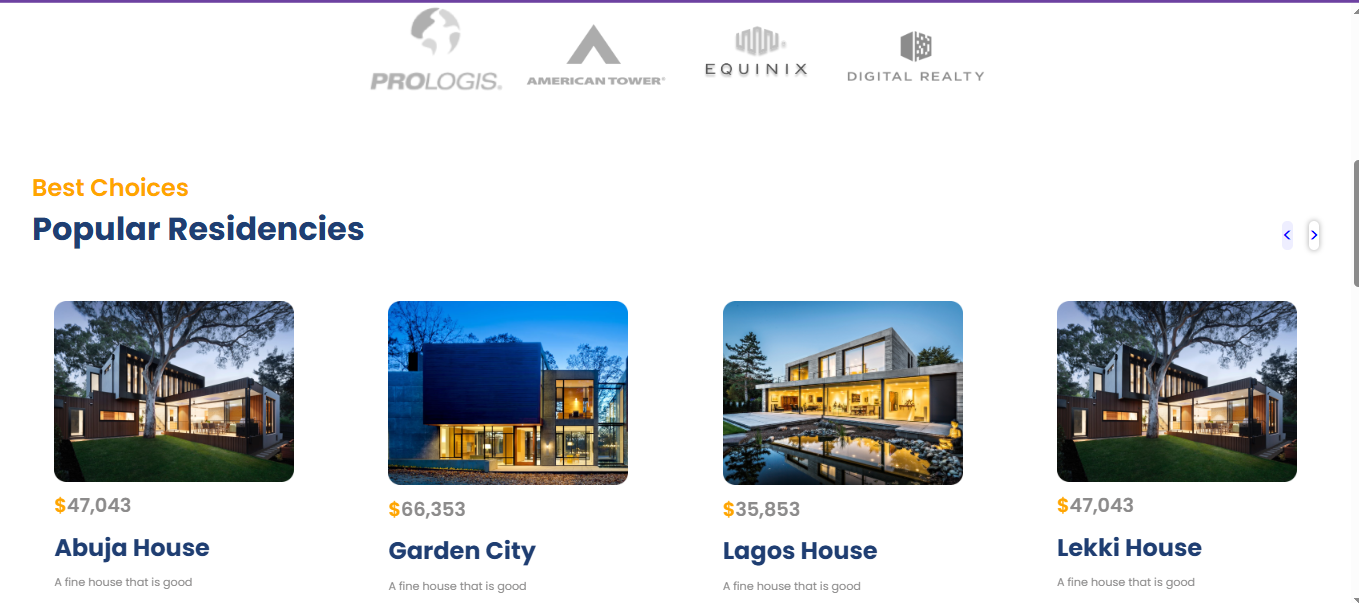 PROLOGIS.
AMERICAN TOWER®
EQUINIX
DIGITAL REALTY
Best Choices
Popular Residencies
< >
$47,043
Abuja House
A fine house that is good
$66,353
Garden City
A fine house that is good
$35,853
Lagos House
A fine house that is good
$47,043
Lekki House
A fine house that is good